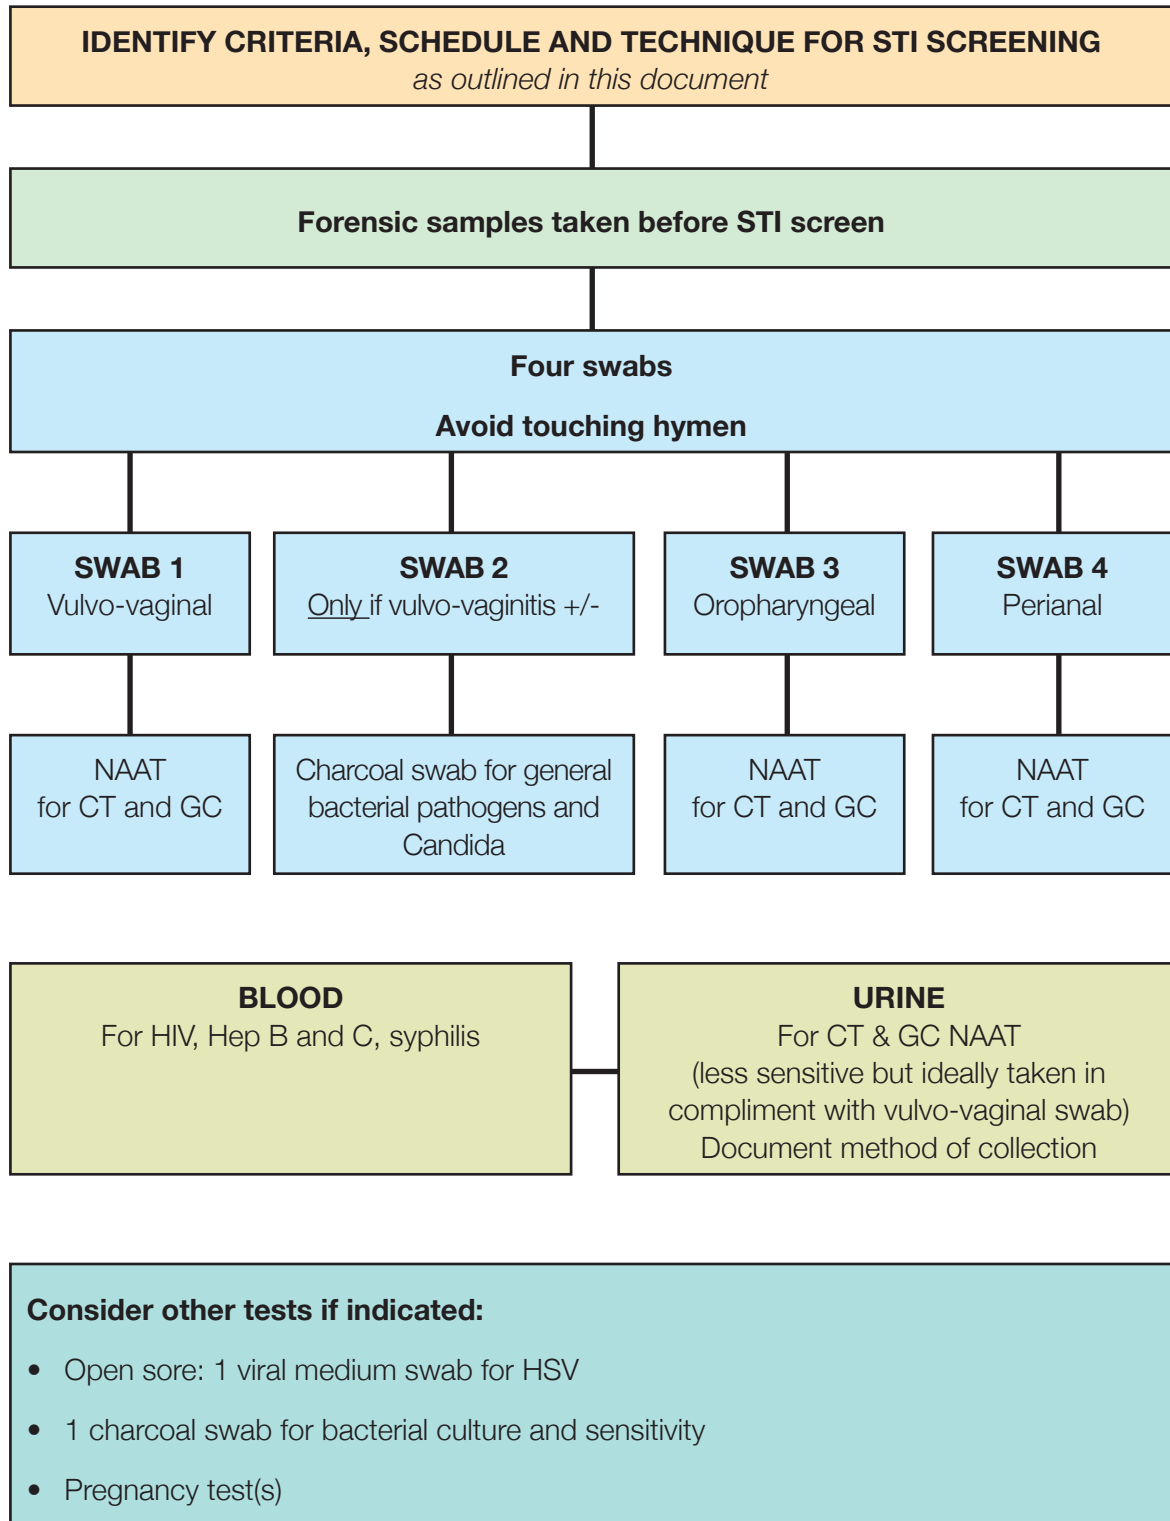 IDENTIFY CRITERIA, SCHEDULE AND TECHNIQUE FOR STI SCREENING
as outlined in this document
Forensic samples taken before STI screen
Four swabs
Avoid touching hymen
SWAB 1
Vulvo-vaginal
SWAB 2
Only if vulvo-vaginitis +/-
SWAB 3
Oropharyngeal
SWAB 4
Perianal
NAAT
for CT and GC
Charcoal swab for general
bacterial pathogens and
Candida
NAAT
for CT and GC
NAAT
for CT and GC
BLOOD
For HIV, Hep B and C, syphilis
URINE
For CT & GC NAAT
(less sensitive but ideally taken in
compliment with vulvo-vaginal swab)
Document method of collection
Consider other tests if indicated:
• Open sore: 1 viral medium swab for HSV
• 1 charcoal swab for bacterial culture and sensitivity
• Pregnancy test(s)